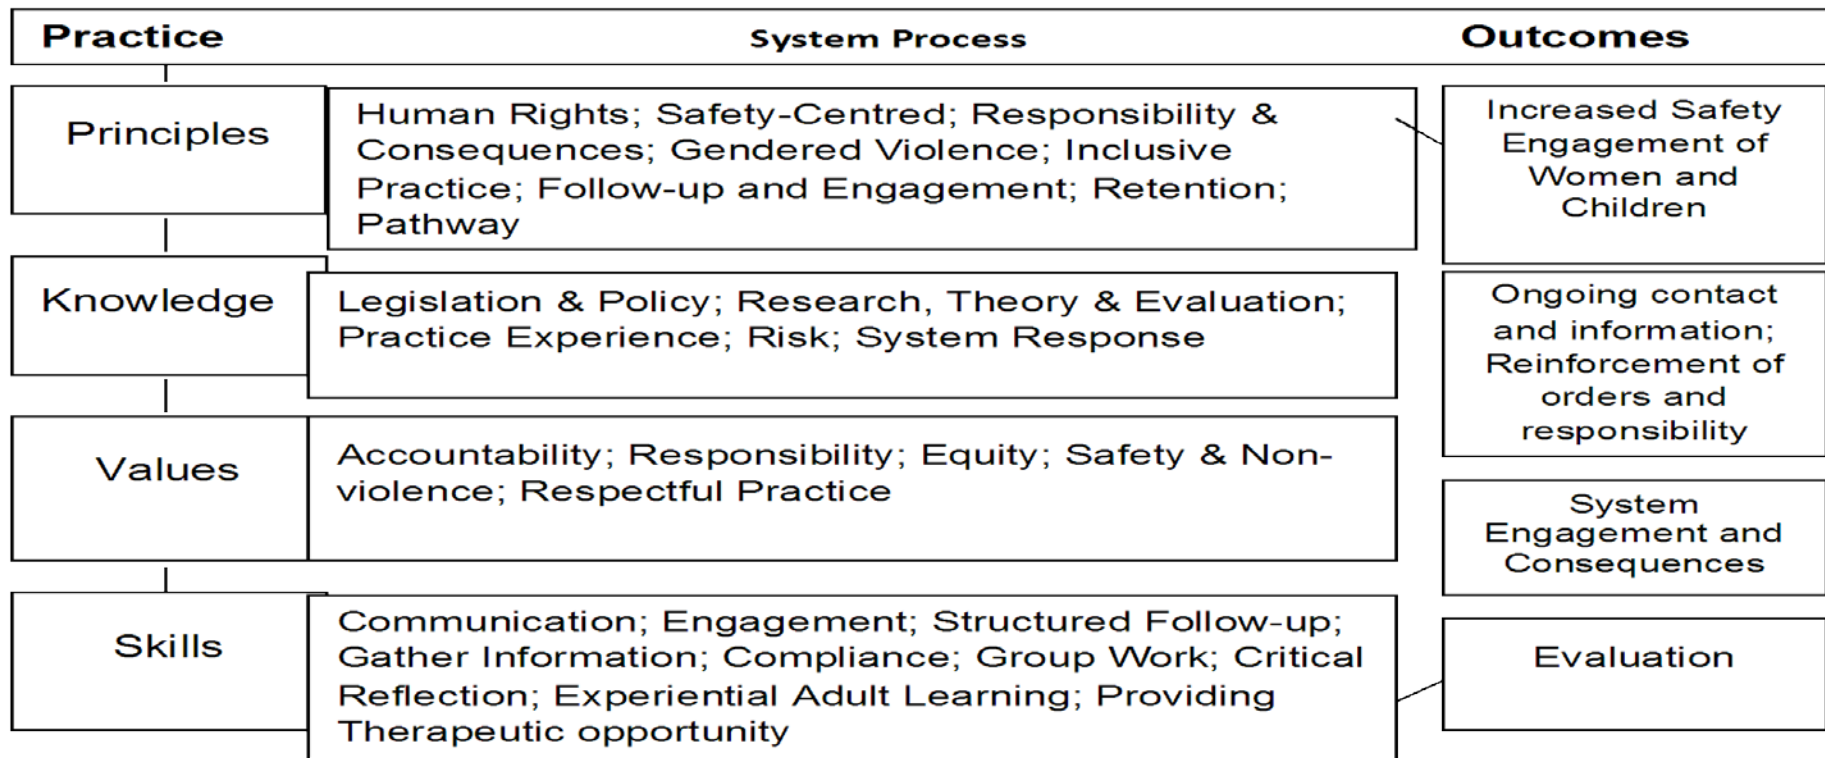 Practice System Process Outcomes
Principles
Human Rights; Safety-Centred; Responsibility &
Consequences; Gendered Violence; Inclusive
Practice; Follow-up and Engagement; Retention;
Pathway
Increased Safety
Engagement of
Women and
Children
Knowledge
Legislation & Policy; Research, Theory & Evaluation;
Practice Experience; Risk; System Response
Ongoing contact
and information;
Reinforcement of
orders and
responsibility
Values
Accountability; Responsibility; Equity; Safety & Non-
violence; Respectful Practice
System
Engagement and
Consequences
Skills
Communication; Engagement; Structured Follow-up;
Gather Information; Compliance; Group Work; Critical
Reflection; Experiential Adult Learning; Providing
Therapeutic opportunity
Evaluation